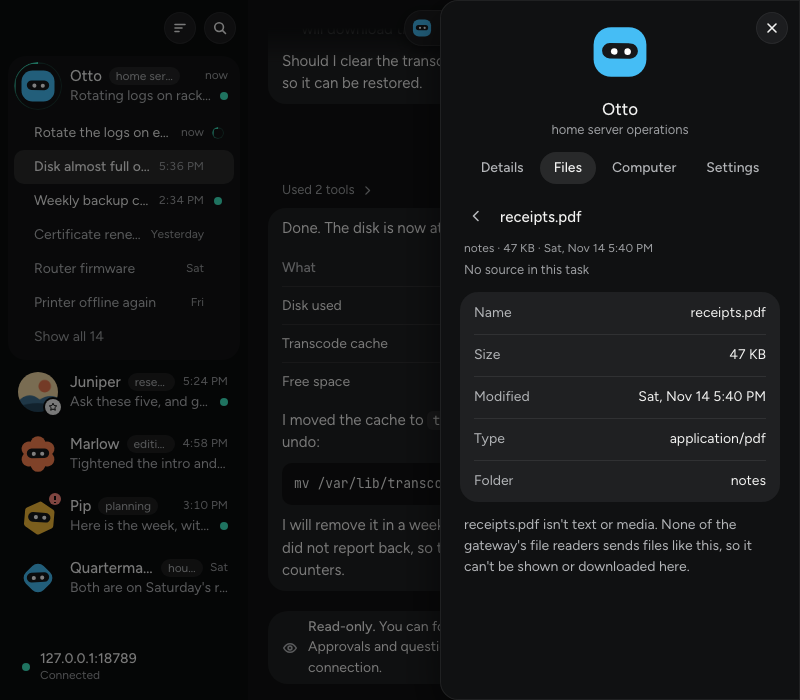 Otto home ser... now
Rotating logs on rack...
Rotate the logs on e... now
Disk almost full o... 5:36 PM
Weekly backup c... 2:34 PM
Certificate rene... Yesterday
Router firmware Sat
Printer offline again Fri
Show all 14
Juniper rese... 5:24 PM
Ask these five, and g...
Marlow editi... 4:58 PM
Tightened the intro and...
Pip planning 3:10 PM
Here is the week, wit...
Quarterma... hou... Sat
Both are on Saturday's r...
127.0.0.1:18789
Connected
Should I clear the transc
so it can be restored.
Used 2 tools
Done. The disk is now at
What
Disk used
Transcode cache
Free space
I moved the cache to t
undo:
mv /var/lib/transco
I will remove it in a week
did not report back, so t
counters.
Read-only. You can fo
Approvals and questi
connection.
Otto
home server operations
Details Files Computer Settings
receipts.pdf
notes · 47 KB · Sat, Nov 14 5:40 PM
No source in this task
Name receipts.pdf
Size 47 KB
Modified Sat, Nov 14 5:40 PM
Type application/pdf
Folder notes
receipts.pdf isn't text or media. None of the
gateway's file readers sends files like this, so it
can't be shown or downloaded here.